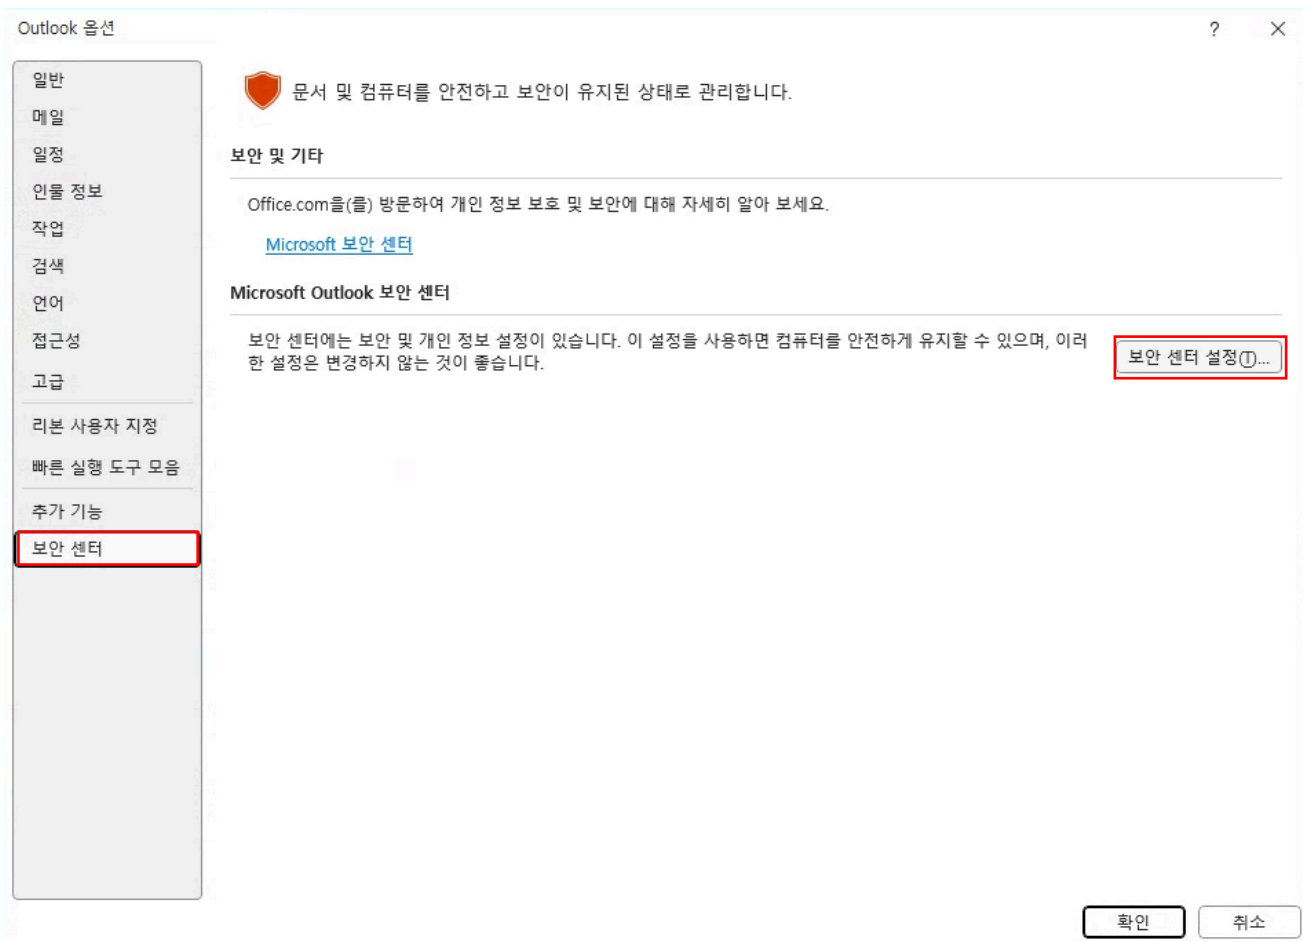 Outlook 옵션
?
일반
메일
일정
인물 정보
작업
검색
언어
접근성
고급
리본 사용자 지정
빠른 실행 도구 모음
추가 기능
보안 센터
문서 및 컴퓨터를 안전하고 보안이 유지된 상태로 관리합니다.
보안 및 기타
Office.com을(를) 방문하여 개인 정보 보호 및 보안에 대해 자세히 알아 보세요.
Microsoft 보안 센터
Microsoft Outlook 보안 센터
보안 센터에는 보안 및 개인 정보 설정이 있습니다. 이 설정을 사용하면 컴퓨터를 안전하게 유지할 수 있으며, 이러
한 설정은 변경하지 않는 것이 좋습니다.
보안 센터 설정(T)...
확인
취소